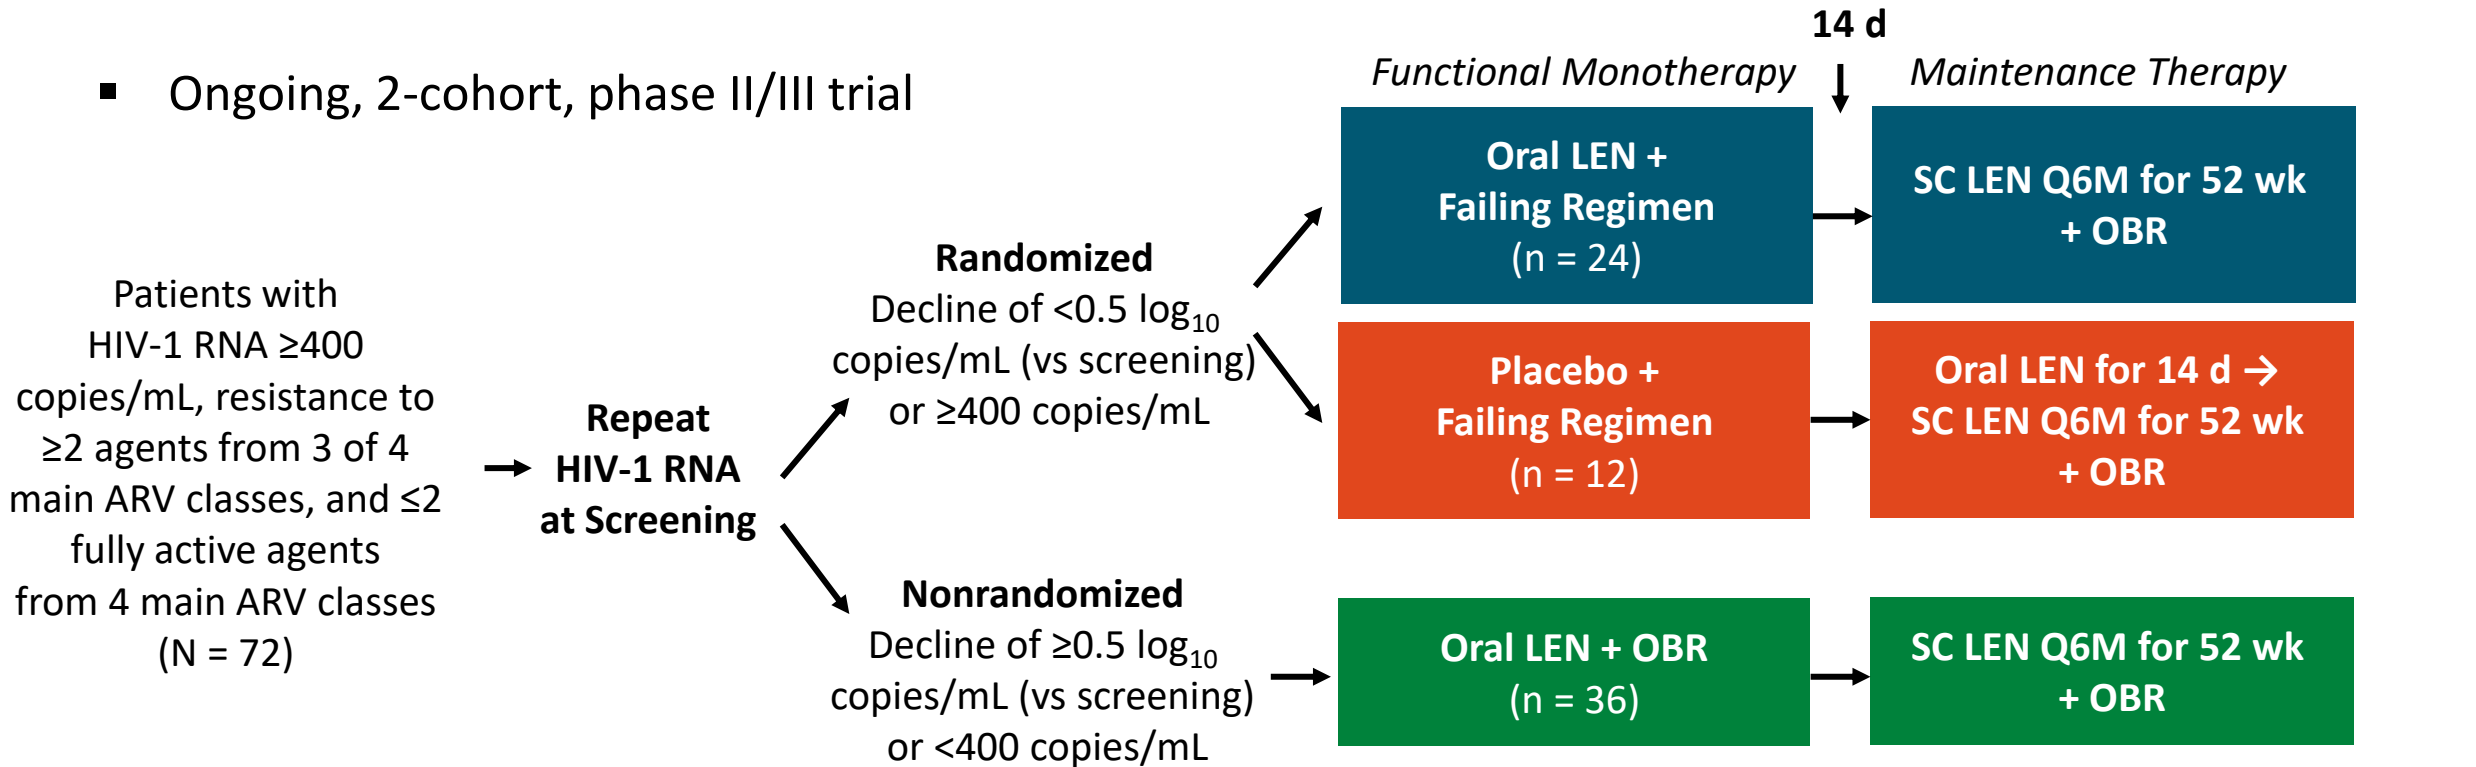 ▪ Ongoing, 2-cohort, phase II/III trial
14 d
Functional Monotherapy
Maintenance Therapy
Patients with
HIV-1 RNA ≥400
copies/mL, resistance to
≥2 agents from 3 of 4
main ARV classes, and ≤2
fully active agents
from 4 main ARV classes
(N = 72)
Repeat
HIV-1 RNA
at Screening
Randomized
Decline of <0.5 log₁₀
copies/mL (vs screening)
or ≥400 copies/mL
Oral LEN +
Failing Regimen
(n = 24)
SC LEN Q6M for 52 wk
+ OBR
Placebo +
Failing Regimen
(n = 12)
Oral LEN for 14 d →
SC LEN Q6M for 52 wk
+ OBR
Nonrandomized
Decline of ≥0.5 log₁₀
copies/mL (vs screening)
or <400 copies/mL
Oral LEN + OBR
(n = 36)
SC LEN Q6M for 52 wk
+ OBR